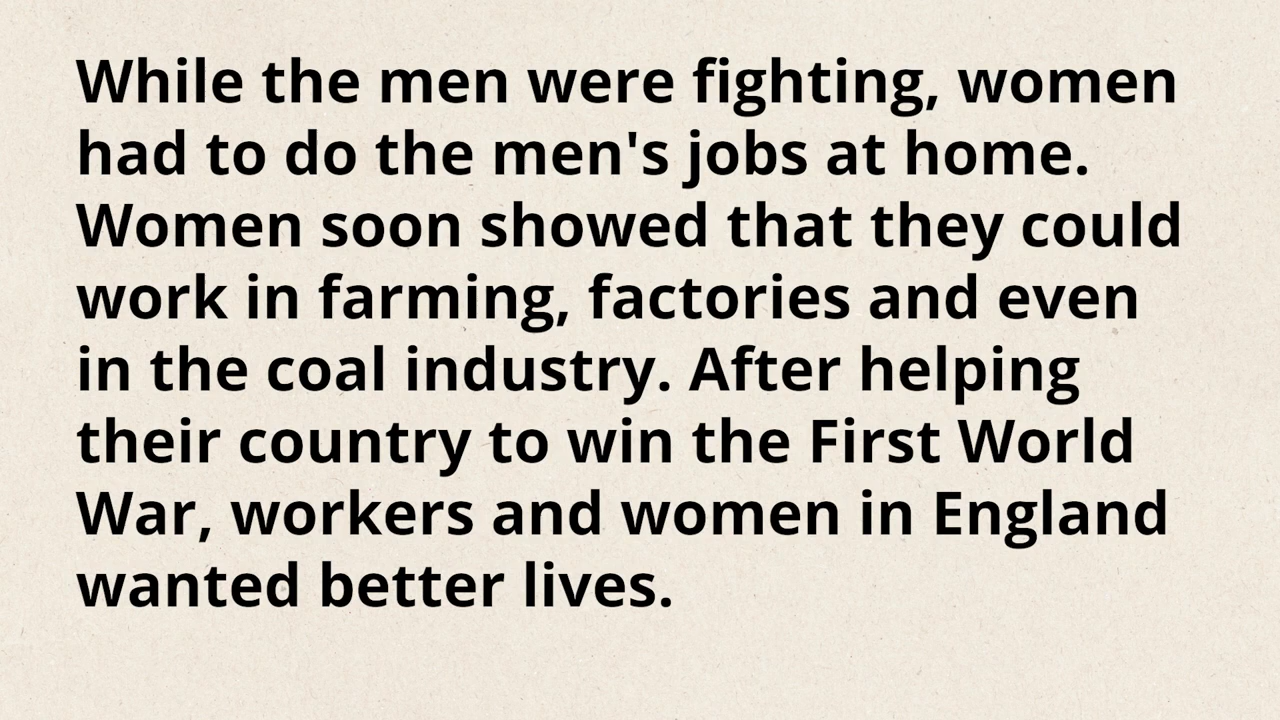 While the men were fighting, women
had to do the men's jobs at home.
Women soon showed that they could
work in farming, factories and even
in the coal industry. After helping
their country to win the First World
War, workers and women in England
wanted better lives.